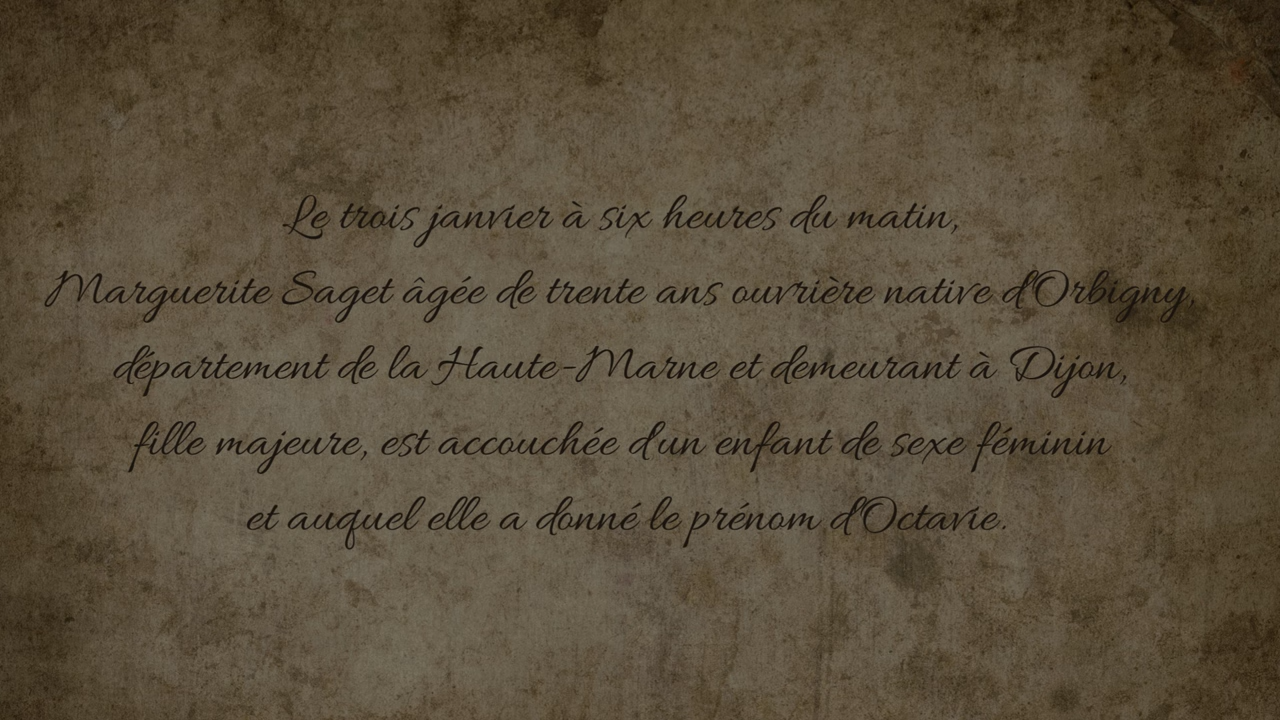 Le trois janvier à six heures du matin,
Marguerite Saget âgée de trente ans ouvrière native d'Orbigny,
département de la Haute-Marne et demeurant à Dijon,
fille majeure, est accouchée d'un enfant de sexe féminin
et auquel elle a donné le prénom d'Octavie.